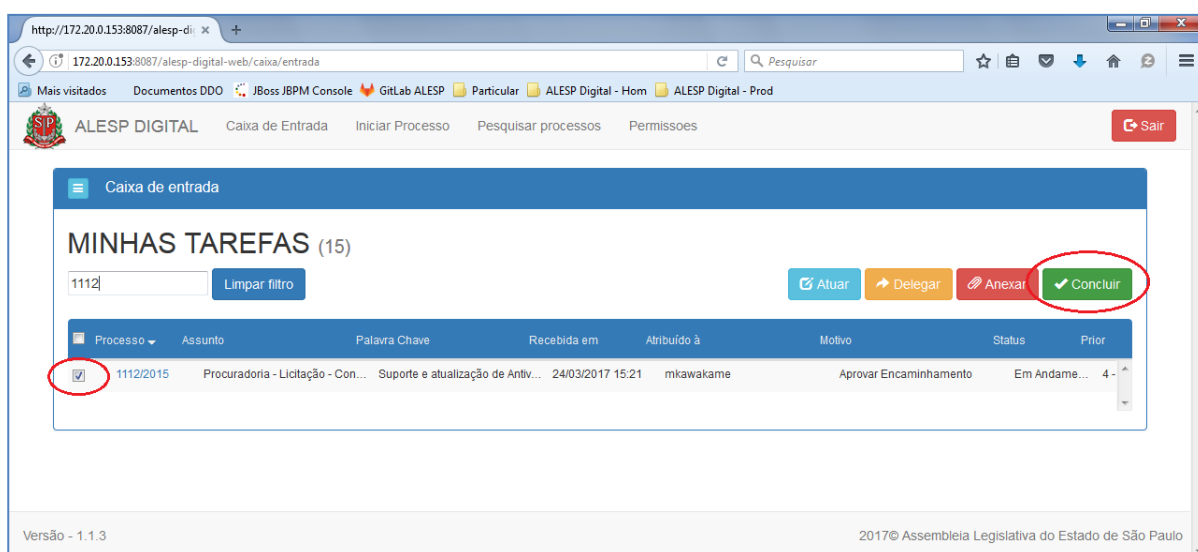 http://172.20.0.153:8087/alesp-di
172.20.0.153:8087/alesp-digital-web/caixa/entrada
Pesquisar
Mais visitados Documentos DDO JBoss JBPM Console GitLab ALESP Particular ALESP Digital - Hom ALESP Digital - Prod
ALESP DIGITAL Caixa de Entrada Iniciar Processo Pesquisar processos Permissoes Sair
Caixa de entrada
MINHAS TAREFAS (15)
1112 Limpar filtro Atuar Delegar Anexar Concluir
Processo Assunto Palavra Chave Recebida em Atribuído à Motivo Status Prior
1112/2015 Procuradoria - Licitação - Con... Suporte e atualização de Antiv... 24/03/2017 15:21 mkawakame Aprovar Encaminhamento Em Andame... 4 -
Versão - 1.1.3 2017© Assembleia Legislativa do Estado de São Paulo